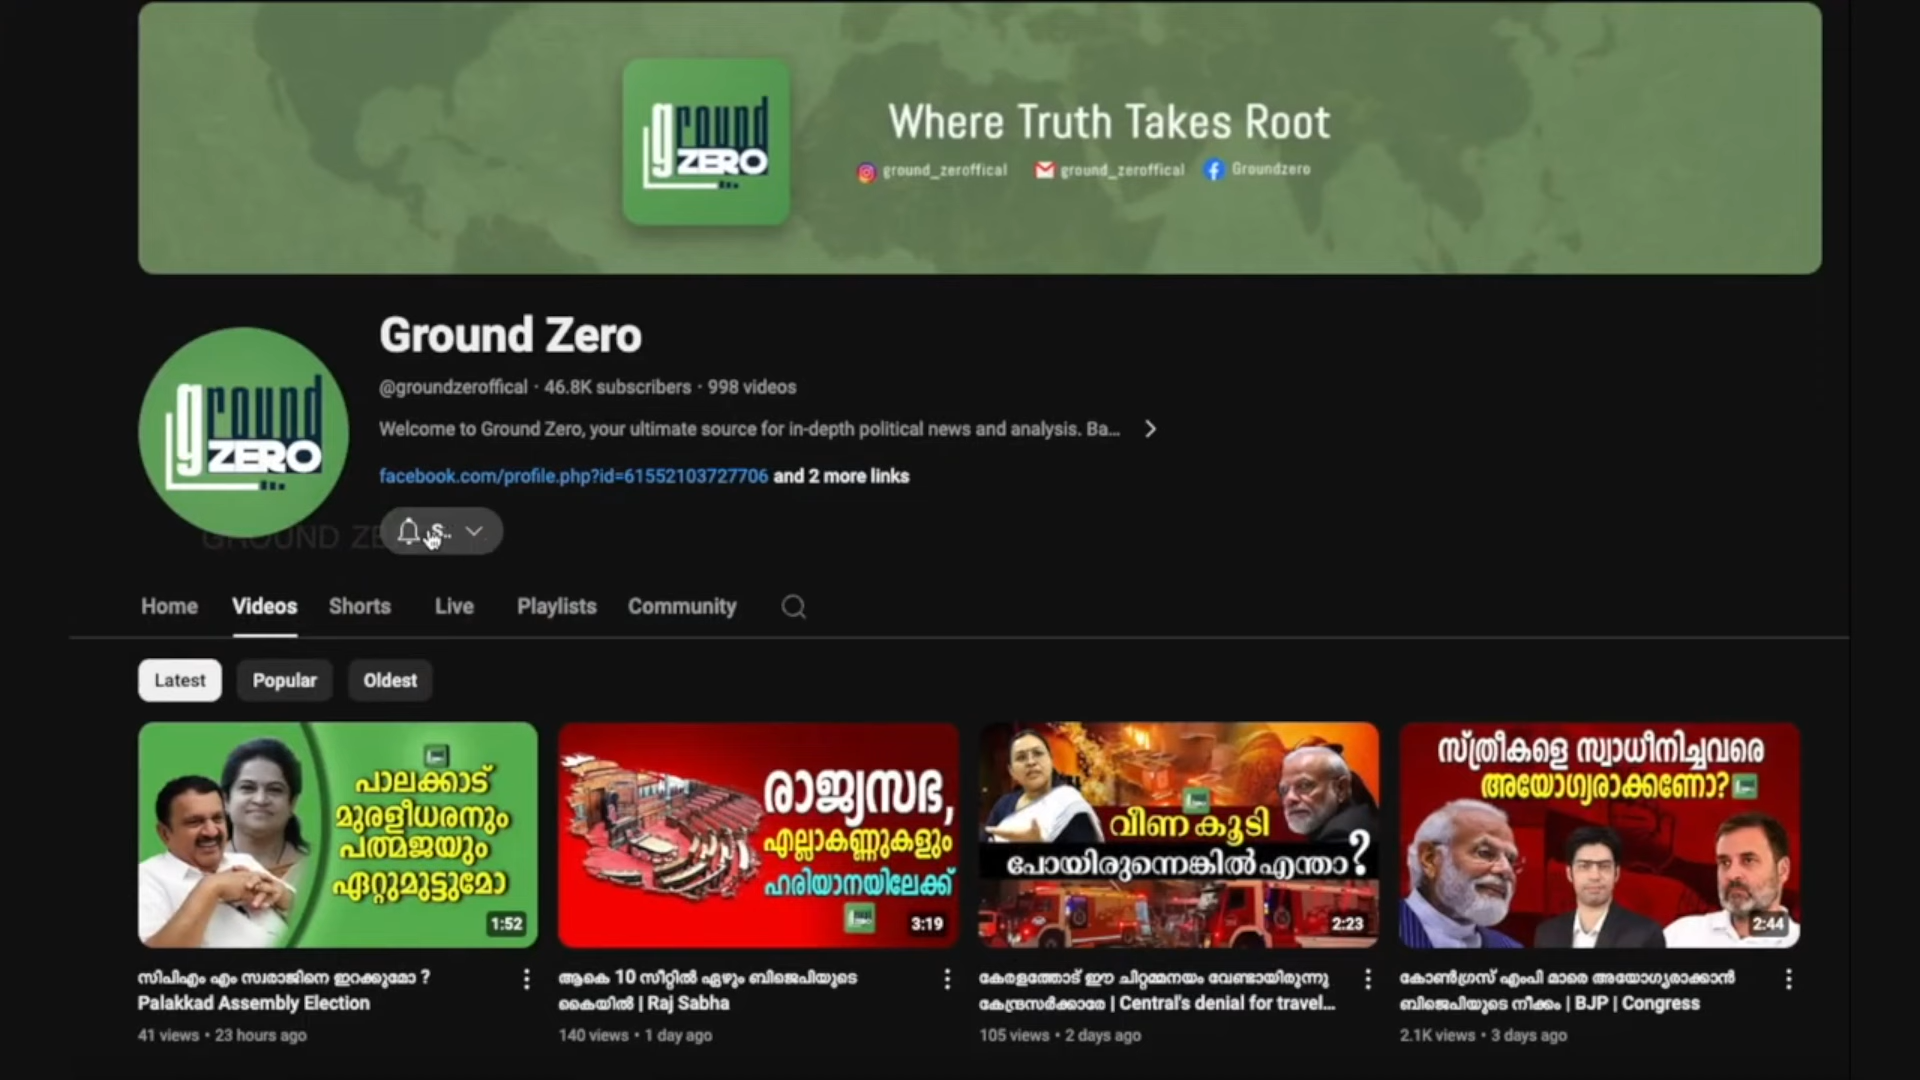 ground
ZERO
Where Truth Takes Root
ground_zeroffical
ground_zeroffical
Groundzero
ground
ZERO
Ground Zero
@groundzeroffical · 46.8K subscribers · 998 videos
Welcome to Ground Zero, your ultimate source for in-depth political news and analysis. Ba...
facebook.com/profile.php?id=61552103727706 and 2 more links
GROUND ZE
S..
Home Videos Shorts Live Playlists Community
Latest Popular Oldest
പാലക്കാട്
മുരളീധരനും
പത്മജയും
ഏറ്റുമുട്ടുമോ
1:52
രാജ്യസഭ,
എല്ലാകണ്ണുകളും
ഹരിയാനയിലേക്ക്
3:19
വീണ കൂടി
പോയിരുന്നെങ്കിൽ എന്താ?
2:23
സ്ത്രീകളെ സ്വാധീനിച്ചവരെ
അയോഗ്യരാക്കണോ?
2:44
സിപിഎം എം സ്വരാജിനെ ഇറക്കുമോ ?
Palakkad Assembly Election
41 views • 23 hours ago
ആകെ 10 സീറ്റിൽ ഏഴും ബിജെപിയുടെ
കൈയിൽ | Raj Sabha
140 views • 1 day ago
കേരളത്തോട് ഈ ചിറ്റമ്മനയം വേണ്ടായിരുന്നു
കേന്ദ്രസർക്കാരേ | Central's denial for travel...
105 views • 2 days ago
കോൺഗ്രസ് എംപി മാരെ അയോഗ്യരാക്കാൻ
ബിജെപിയുടെ നീക്കം | BJP | Congress
2.1K views • 3 days ago